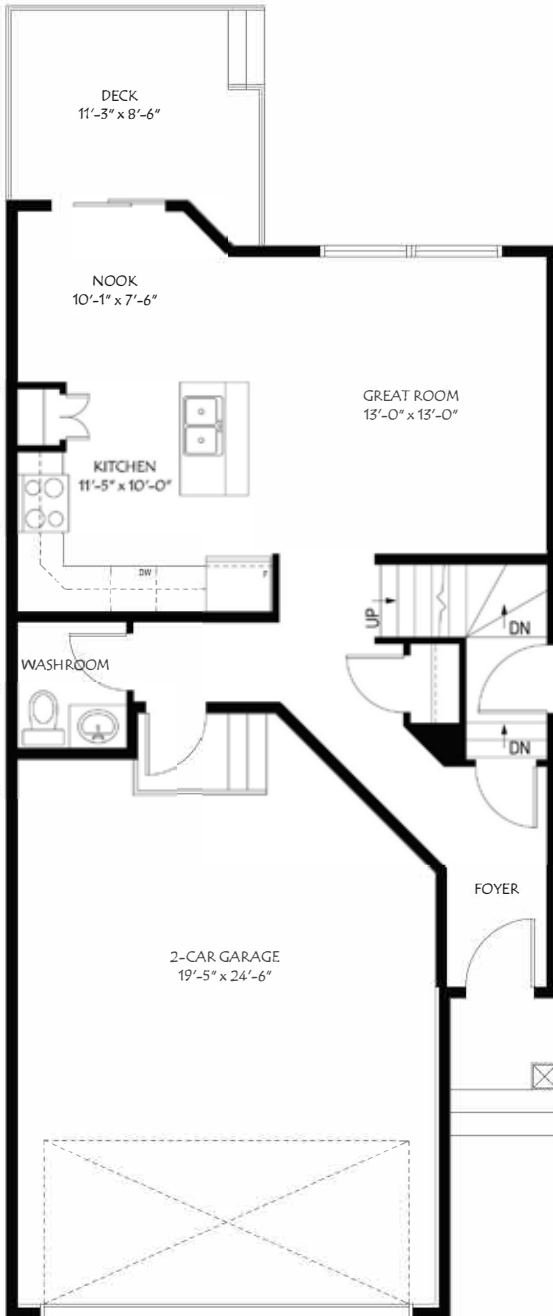 DECK
11'-3" x 8'-6"
NOOK
10'-1" x 7'-6"
GREAT ROOM
13'-0" x 13'-0"
KITCHEN
11'-5" x 10'-0"
DW
F
UP
DN
WASHROOM
DN
FOYER
2-CAR GARAGE
19'-5" x 24'-6"